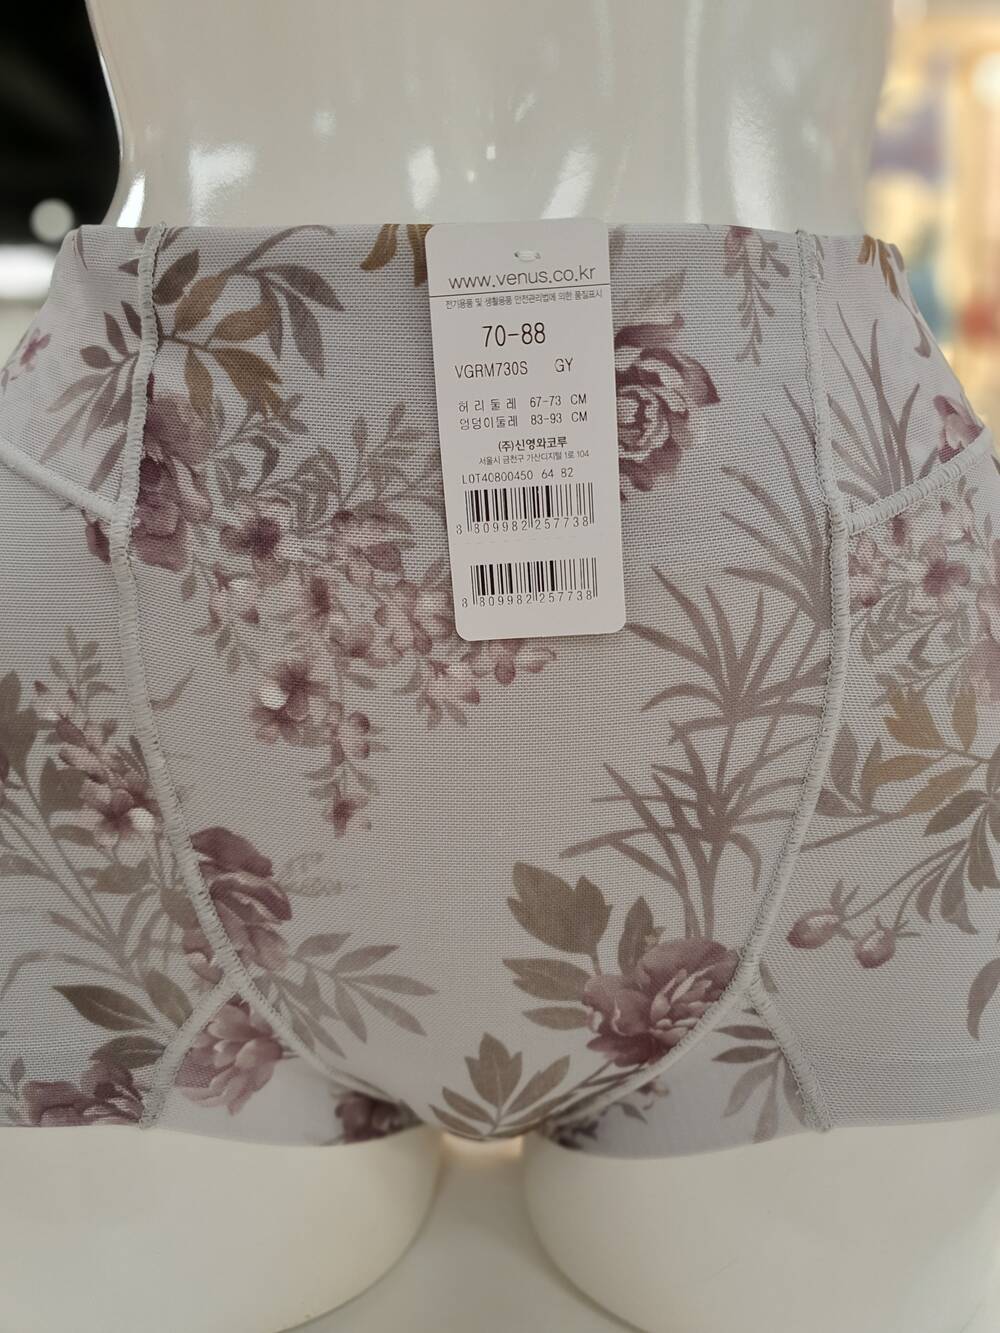 www.venus.co.kr
전기용품 및 생활용품 안전관리법에 의한 품질표시
70-88
VGRM730S GY
허 리 둘 레 67-73 CM
엉덩이둘레 83-93 CM
(주)신영와코루
서울시 금천구 가산디지털 1로 104
LOT40800450 64 82
8 809982 257738
8 809982 257738